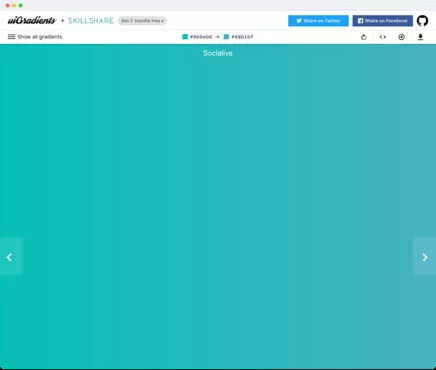 uiGradients + SKILLSHARE Get 2 months free x Share on Twitter Share on Facebook
Show all gradients #06beb6 → #48b1bf
Socialive